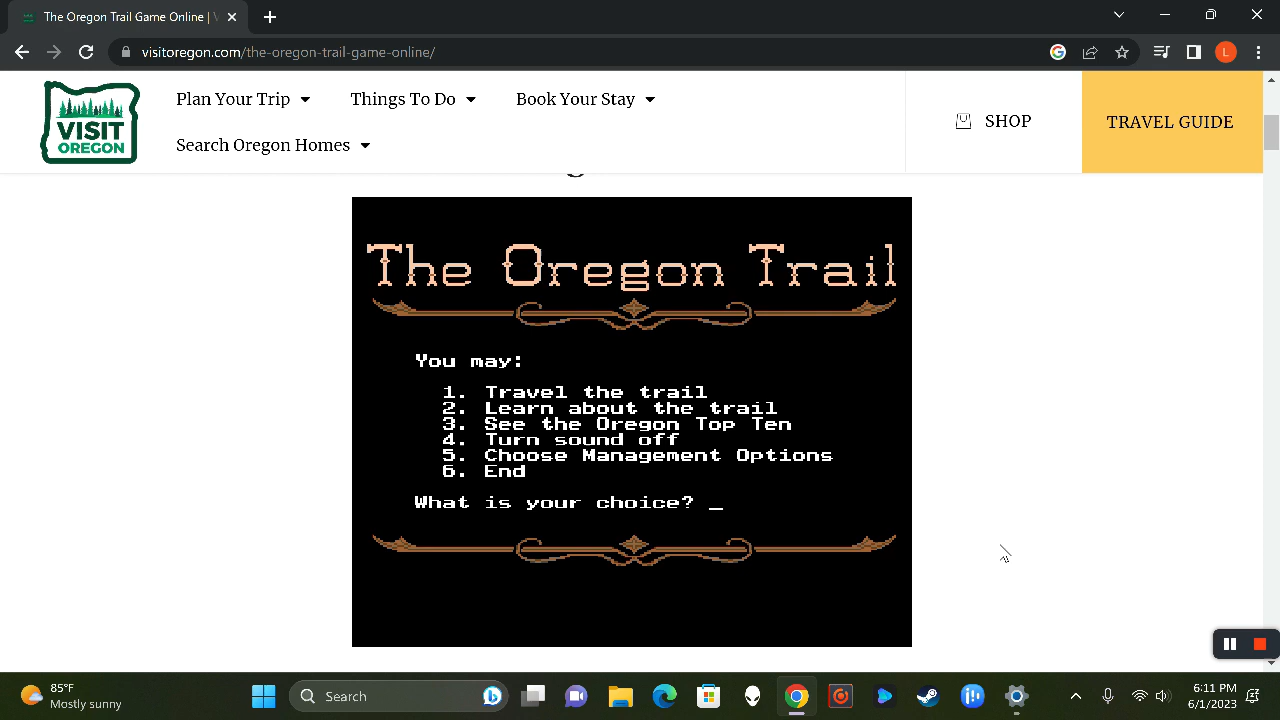 The Oregon Trail Game Online | V
visitoregon.com/the-oregon-trail-game-online/
L
VISIT
OREGON
Plan Your Trip
Things To Do
Book Your Stay
Search Oregon Homes
SHOP
TRAVEL GUIDE
The Oregon Trail
You may:
1. Travel the trail
2. Learn about the trail
3. See the Oregon Top Ten
4. Turn sound off
5. Choose Management Options
6. End
What is your choice? _
85°F
Mostly sunny
Search
6:11 PM
6/1/2023